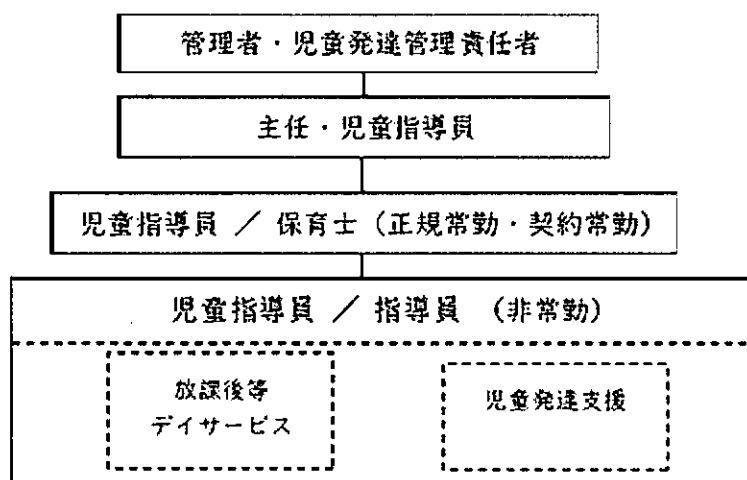 管理者・児童発達管理責任者
主任・児童指導員
児童指導員 ／ 保育士（正規常勤・契約常勤）
児童指導員 ／ 指導員 （非常勤）
放課後等
デイサービス
児童発達支援